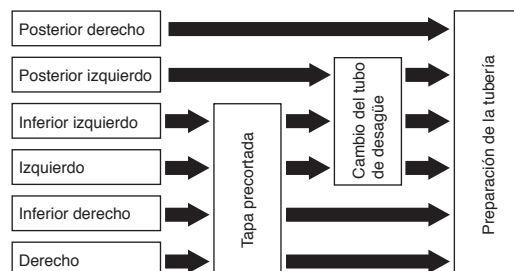 Posterior derecho
Posterior izquierdo
Inferior izquierdo
Izquierdo
Inferior derecho
Derecho
Tapa precortada
Cambio del tubo
de desagüe
Preparación de la tubería